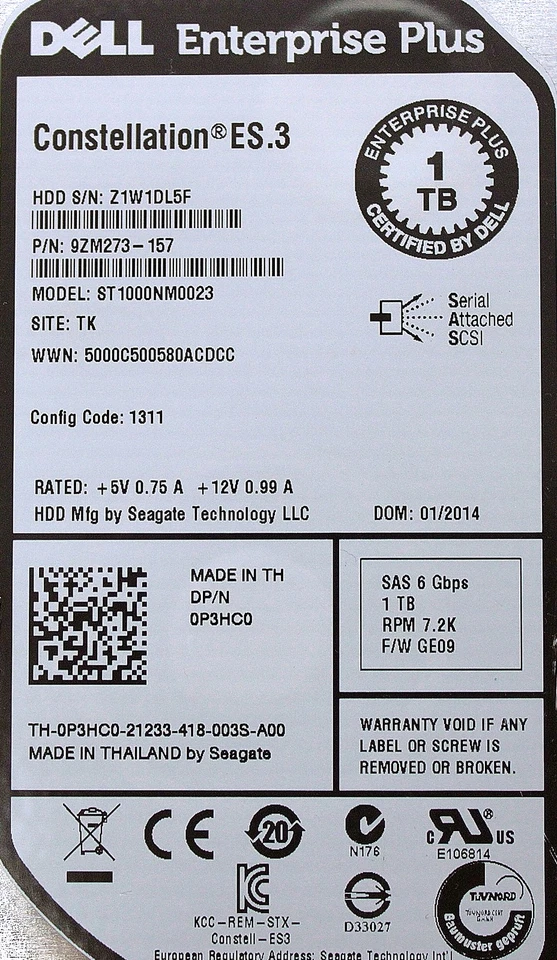 DELL Enterprise Plus
Constellation® ES.3
ENTERPRISE PLUS
1
TB
CERTIFIED BY DELL
HDD S/N: Z1W1DL5F
P/N: 9ZM273-157
MODEL: ST1000NM0023
SITE: TK
WWN: 5000C500580ACDCC
Serial
Attached
SCSI
Config Code: 1311
RATED: +5V 0.75 A +12V 0.99 A
HDD Mfg by Seagate Technology LLC
DOM: 01/2014
MADE IN TH
DP/N
0P3HC0
TH-0P3HC0-21233-418-003S-A00
MADE IN THAILAND by Seagate
SAS 6 Gbps
1 TB
RPM 7.2K
F/W GE09
WARRANTY VOID IF ANY
LABEL OR SCREW IS
REMOVED OR BROKEN.
CE
20
N176
c RU ® US
E106814
KCC-REM-STX-
Constell-ES3
D33027
TUVNORD
TUVNORD CERT
GmbH
Baumuster geprüft
European Regulatory Address: Seagate Technology Int'l